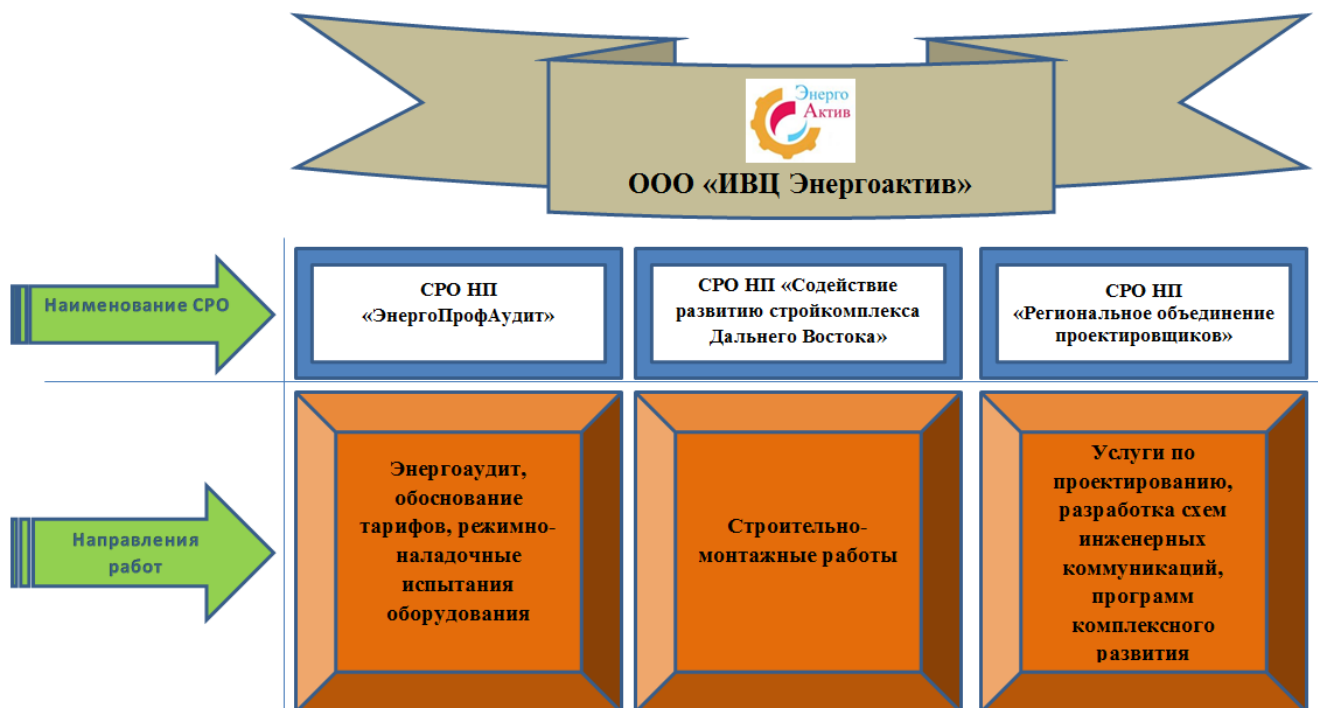 Энерго
Актив
ООО «ИВЦ Энергоактив»
Наименование СРО
СРО НП
«ЭнергоПрофАудит»
СРО НП «Содействие
развитию стройкомплекса
Дальнего Востока»
СРО НП
«Региональное объединение
проектировщиков»
Направления
работ
Энергоаудит,
обоснование
тарифов, режимно-
наладочные
испытания
оборудования
Строительно-
монтажные работы
Услуги по
проектированию,
разработка схем
инженерных
коммуникаций,
программ
комплексного
развития